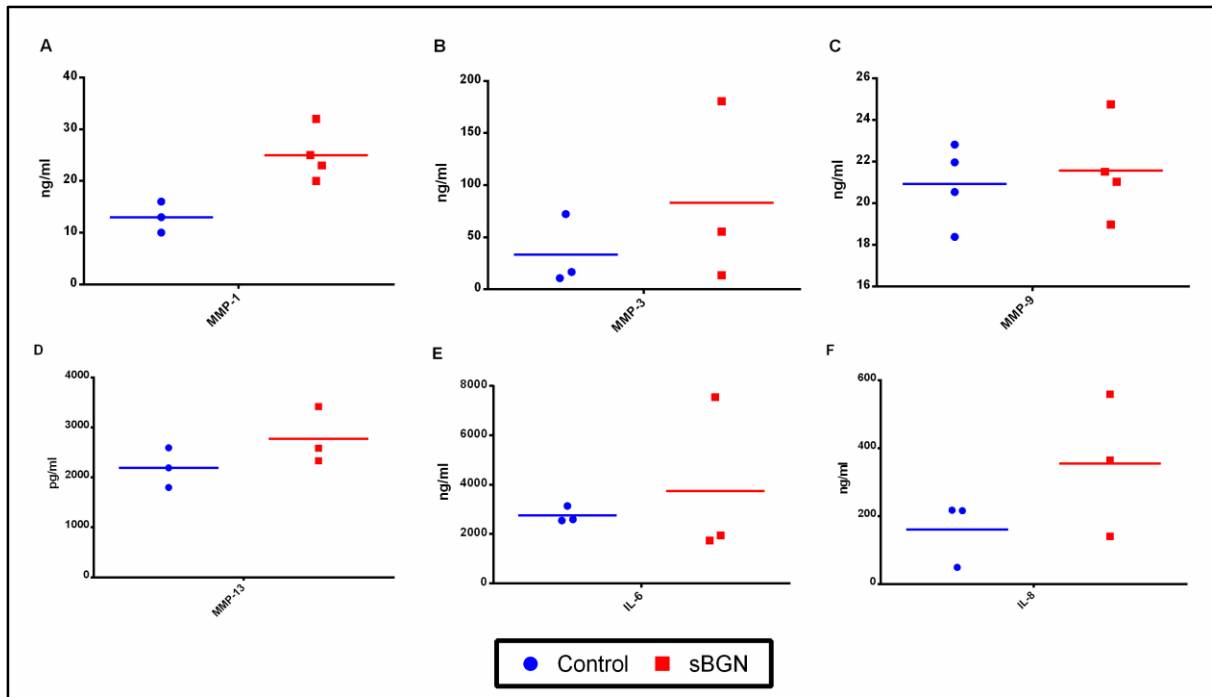 A
40
30
20
10
0
ng/ml
MMP-1
B
200
150
100
50
0
ng/ml
MMP-3
C
26
24
22
20
18
16
ng/ml
MMP-9
D
4000
3000
2000
1000
0
pg/ml
MMP-13
E
8000
6000
4000
2000
0
ng/ml
IL-6
F
600
400
200
0
ng/ml
IL-8
Control sBGN